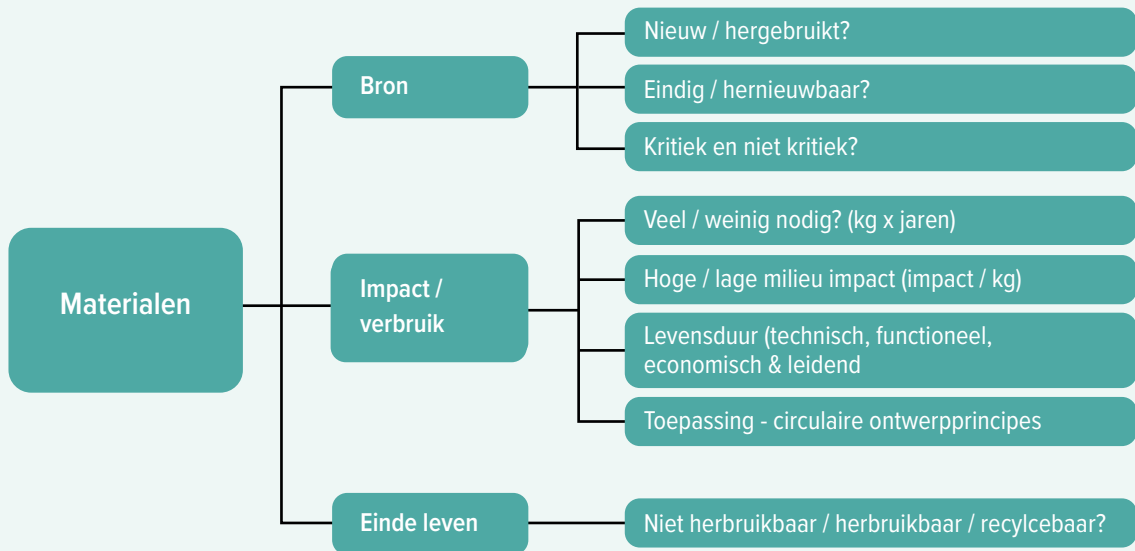 Materialen
Bron
Nieuw / hergebruikt?
Eindig / hernieuwbaar?
Kritiek en niet kritiek?
Impact /
verbruik
Veel / weinig nodig? (kg x jaren)
Hoge / lage milieu impact (impact / kg)
Levensduur (technisch, functioneel,
economisch & leidend
Toepassing - circulaire ontwerpprincipes
Einde leven
Niet herbruikbaar / herbruikbaar / recylcebaar?